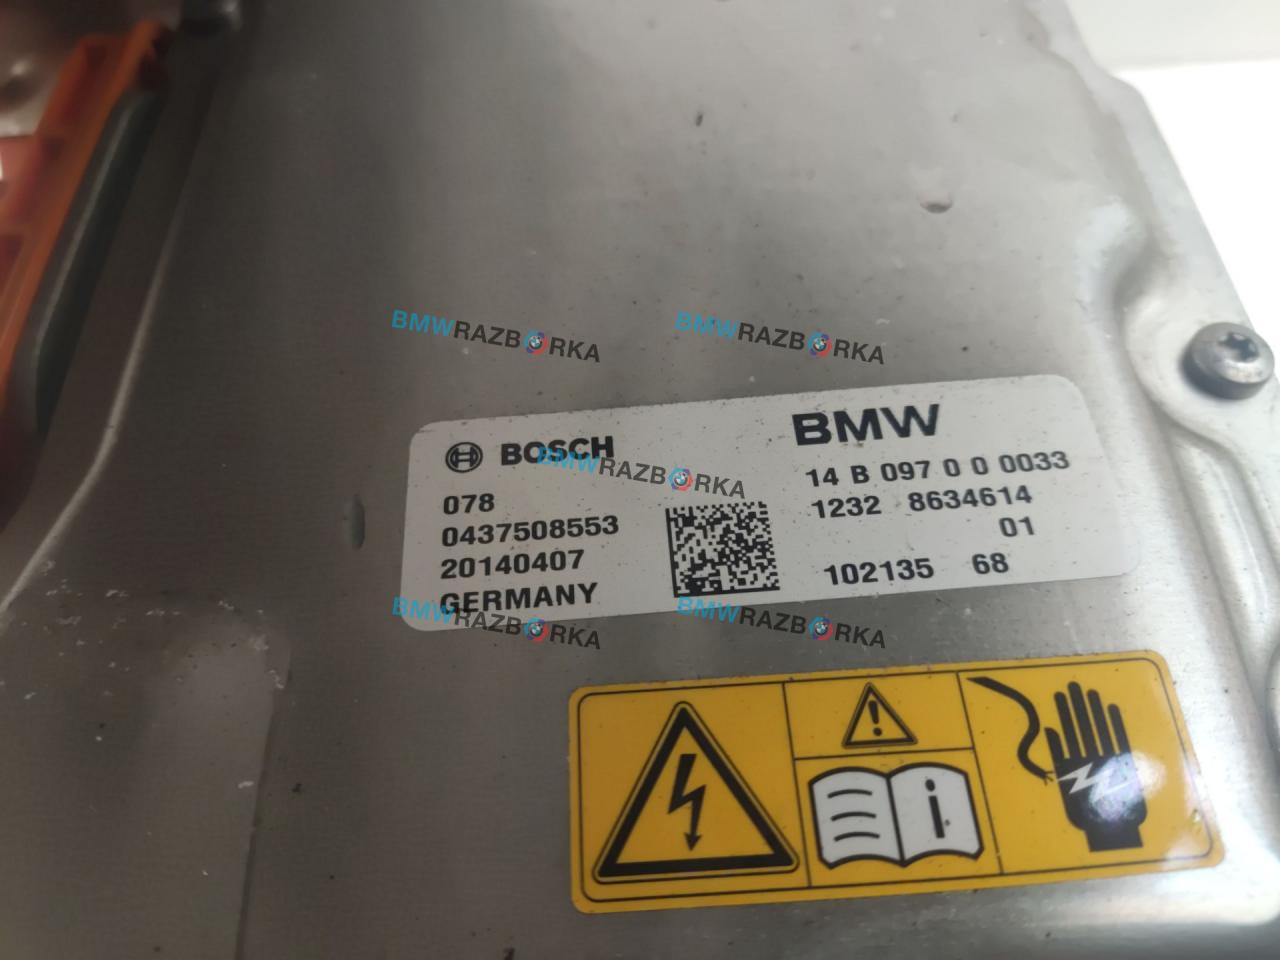 BMWRAZBORKA
BMWRAZBORKA
BOSCH
BMW
BMWRAZBORKA
078
0437508553
20140407
GERMANY
14 B 097 0 0 0033
1232 8634614
01
102135 68
BMWRAZBORKA
BMWRAZBORKA
i